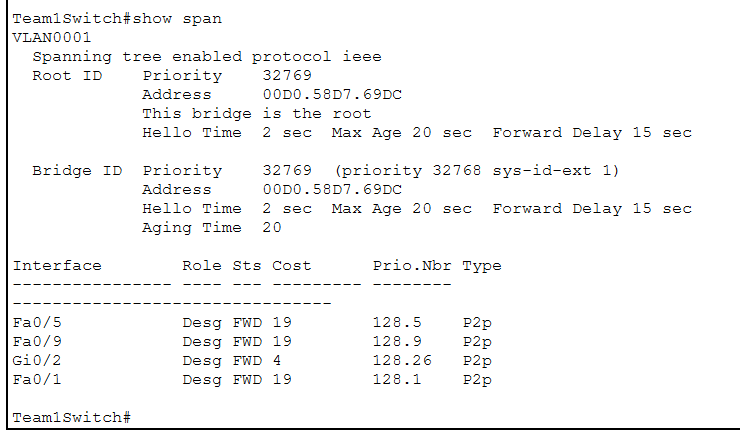 Team1Switch#show span
VLAN0001
  Spanning tree enabled protocol ieee
  Root ID    Priority    32769
             Address     00D0.58D7.69DC
             This bridge is the root
             Hello Time  2 sec  Max Age 20 sec  Forward Delay 15 sec

  Bridge ID  Priority    32769  (priority 32768 sys-id-ext 1)
             Address     00D0.58D7.69DC
             Hello Time  2 sec  Max Age 20 sec  Forward Delay 15 sec
             Aging Time  20

Interface        Role Sts Cost      Prio.Nbr Type
---------------- ---- --- --------- --------
--------------------------------
Fa0/5            Desg FWD 19        128.5    P2p
Fa0/9            Desg FWD 19        128.9    P2p
Gi0/2            Desg FWD 4         128.26   P2p
Fa0/1            Desg FWD 19        128.1    P2p

Team1Switch#